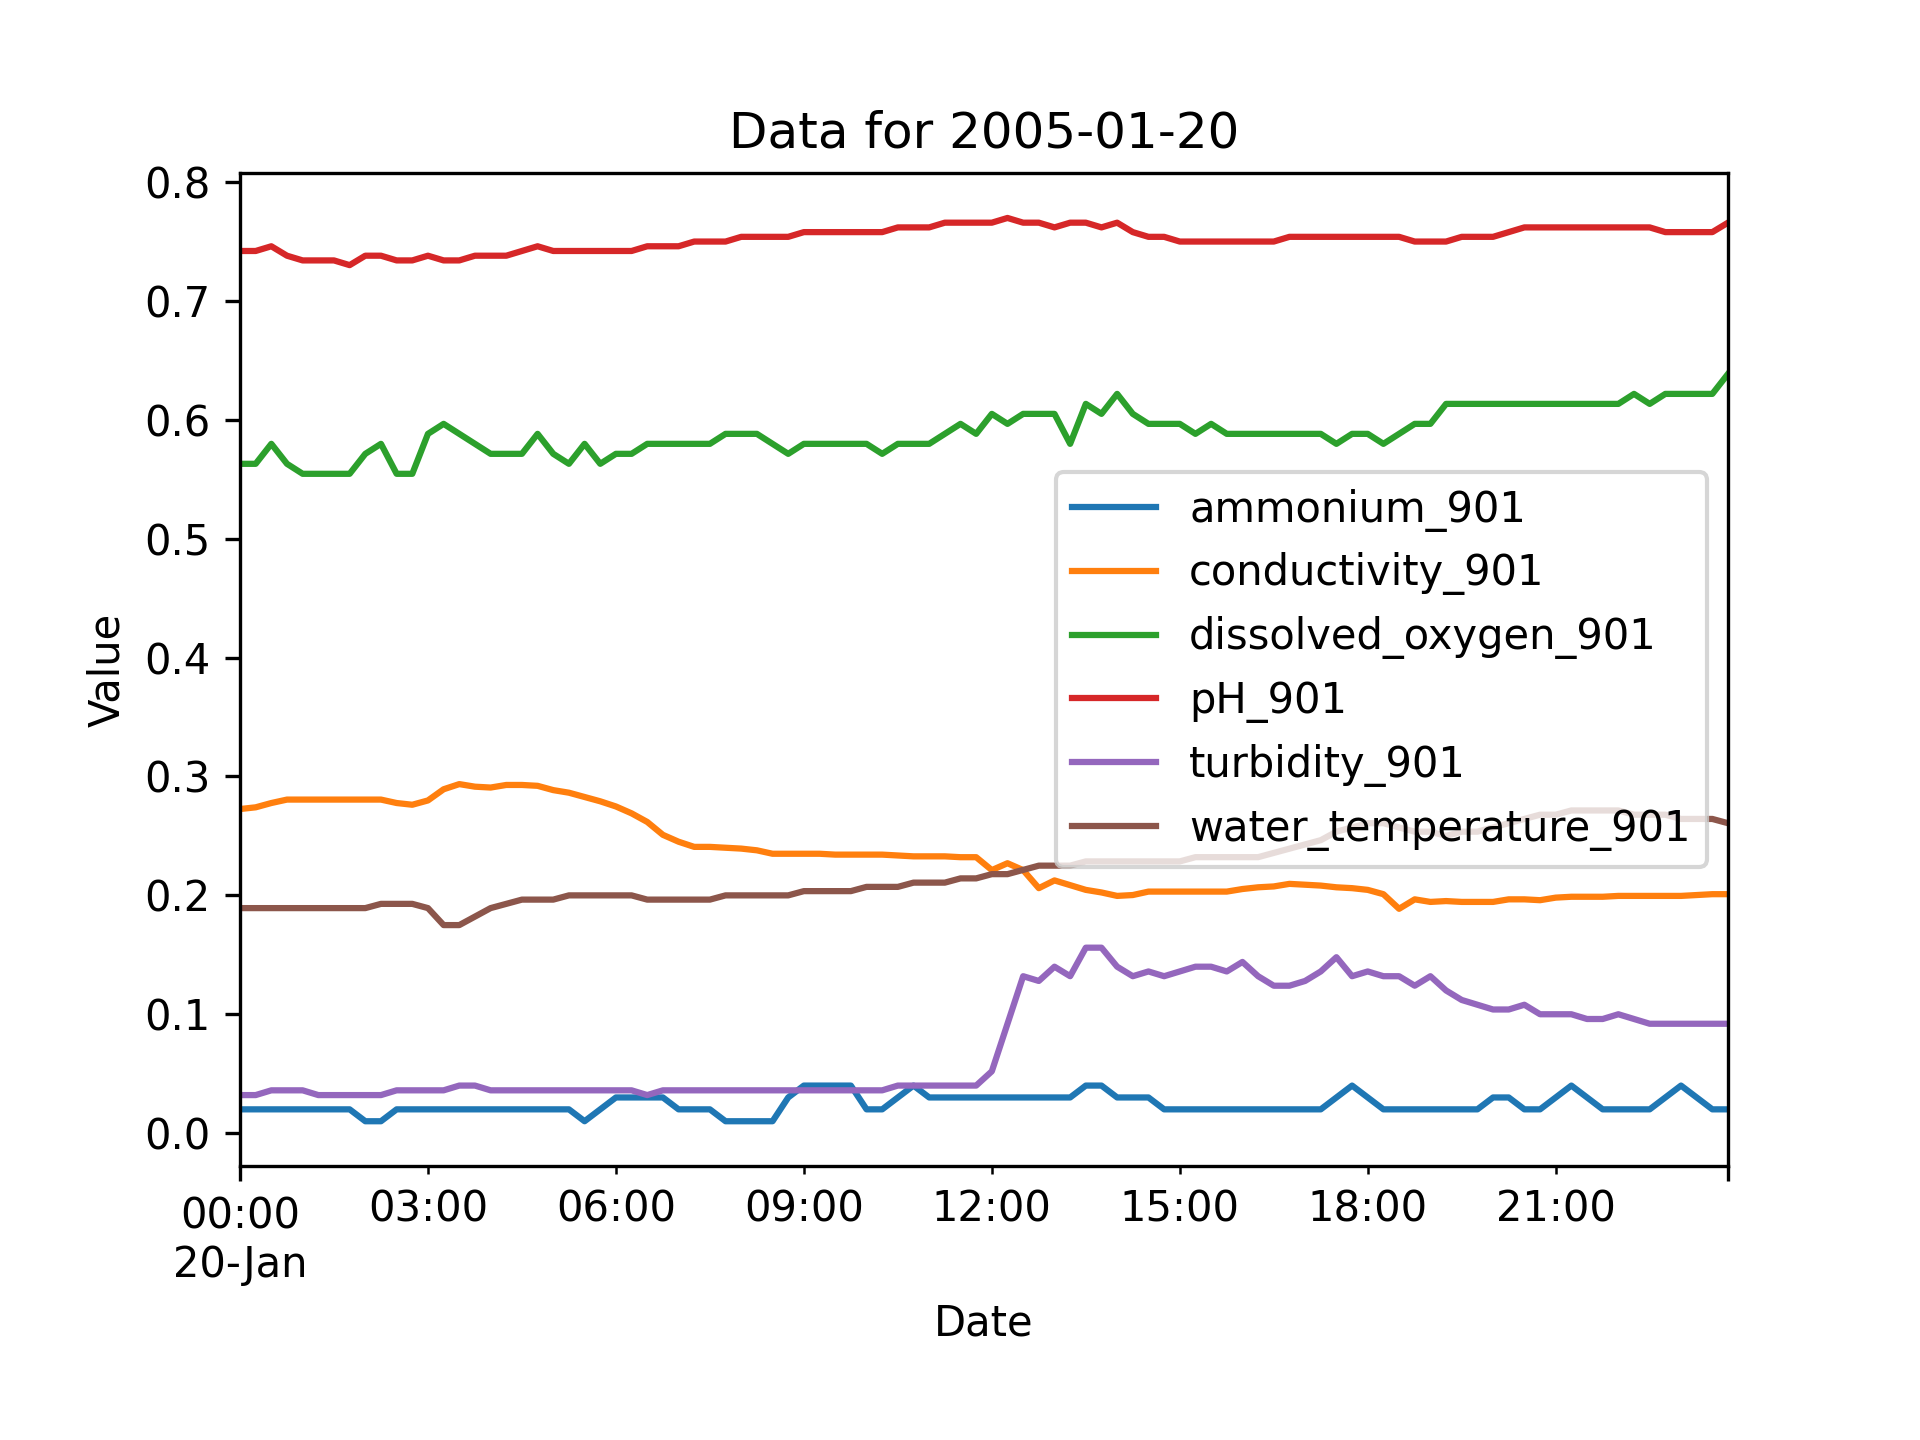 Data for 2005-01-20
0.8
0.7
0.6
0.5
0.4
0.3
0.2
0.1
0.0
Value
ammonium_901
conductivity_901
dissolved_oxygen_901
pH_901
turbidity_901
water_temperature_901
00:00 03:00 06:00 09:00 12:00 15:00 18:00 21:00
20-Jan
Date